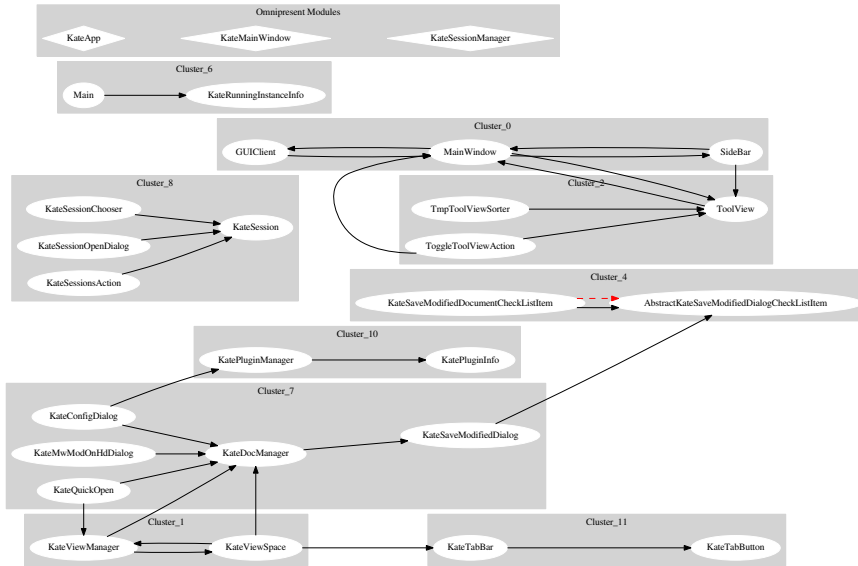 Omnipresent Modules
KateApp
KateMainWindow
KateSessionManager
Cluster_6
Main
KateRunningInstanceInfo
Cluster_0
GUIClient
MainWindow
SideBar
Cluster_8
KateSessionChooser
KateSession
KateSessionOpenDialog
KateSessionsAction
Cluster_2
TmpToolViewSorter
ToolView
ToggleToolViewAction
Cluster_4
KateSaveModifiedDocumentCheckListItem
AbstractKateSaveModifiedDialogCheckListItem
Cluster_10
KatePluginManager
KatePluginInfo
Cluster_7
KateConfigDialog
KateSaveModifiedDialog
KateMwModOnHdDialog
KateDocManager
KateQuickOpen
Cluster_1
KateViewManager
KateViewSpace
Cluster_11
KateTabBar
KateTabButton